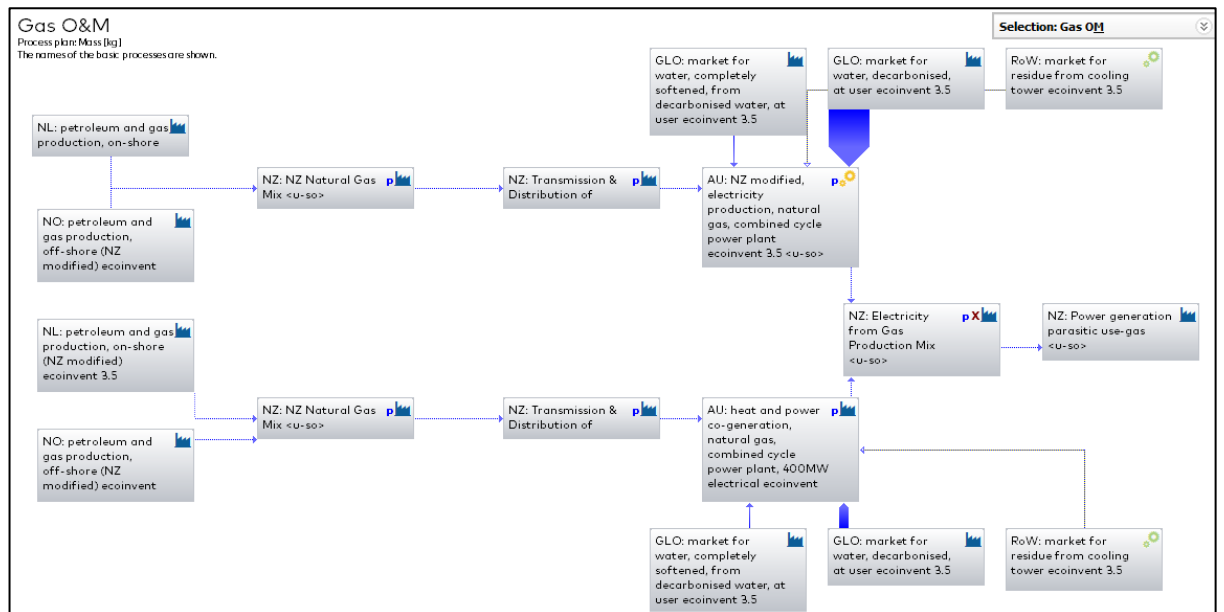 Gas O&M
Process plan: Mass [kg]
The names of the basic processes are shown.
Selection: Gas OM
GLO: market for
water, completely
softened, from
decarbonised water, at
user ecoinvent 3.5
GLO: market for
water, decarbonised,
at user ecoinvent 3.5
RoW: market for
residue from cooling
tower ecoinvent 3.5
NL: petroleum and gas
production, on-shore
NZ: NZ Natural Gas
Mix <u-so>
p
NZ: Transmission &
Distribution of
p
AU: NZ modified,
electricity
production, natural
gas, combined cycle
power plant
ecoinvent 3.5 <u-so>
p
NO: petroleum and
gas production,
off-shore (NZ
modified) ecoinvent
NL: petroleum and gas
production, on-shore
(NZ modified)
ecoinvent 3.5
NZ: Electricity
from Gas
Production Mix
<u-so>
p X
NZ: Power generation
parasitic use-gas
<u-so>
NZ: NZ Natural Gas
Mix <u-so>
p
NZ: Transmission &
Distribution of
p
AU: heat and power
co-generation,
natural gas,
combined cycle
power plant, 400MW
electrical ecoinvent
p
NO: petroleum and
gas production,
off-shore (NZ
modified) ecoinvent
GLO: market for
water, completely
softened, from
decarbonised water, at
user ecoinvent 3.5
GLO: market for
water, decarbonised,
at user ecoinvent 3.5
RoW: market for
residue from cooling
tower ecoinvent 3.5